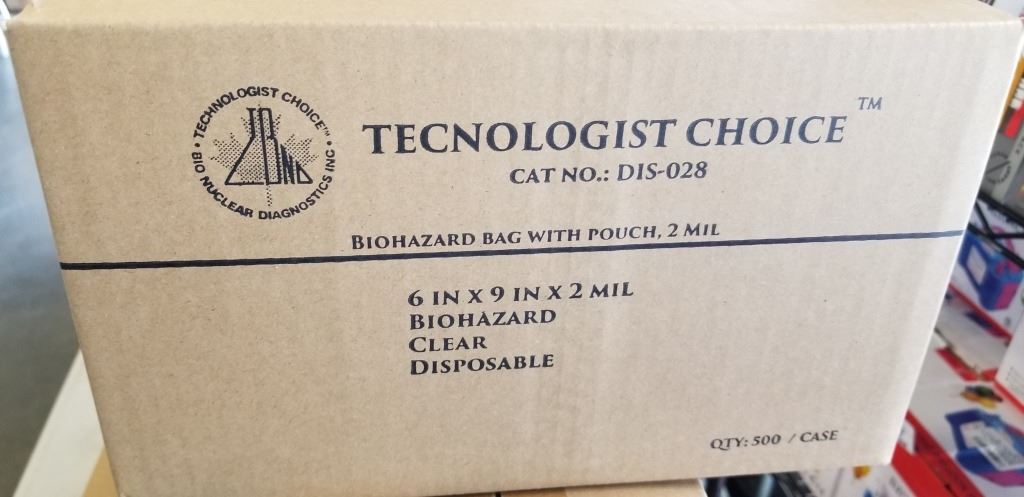 • TECHNOLOGIST CHOICE™ •
BIO NUCLEAR DIAGNOSTICS INC
TECNOLOGIST CHOICE ™
CAT NO.: DIS-028
BIOHAZARD BAG WITH POUCH, 2 MIL
6 IN X 9 IN X 2 MIL
BIOHAZARD
CLEAR
DISPOSABLE
QTY: 500 / CASE